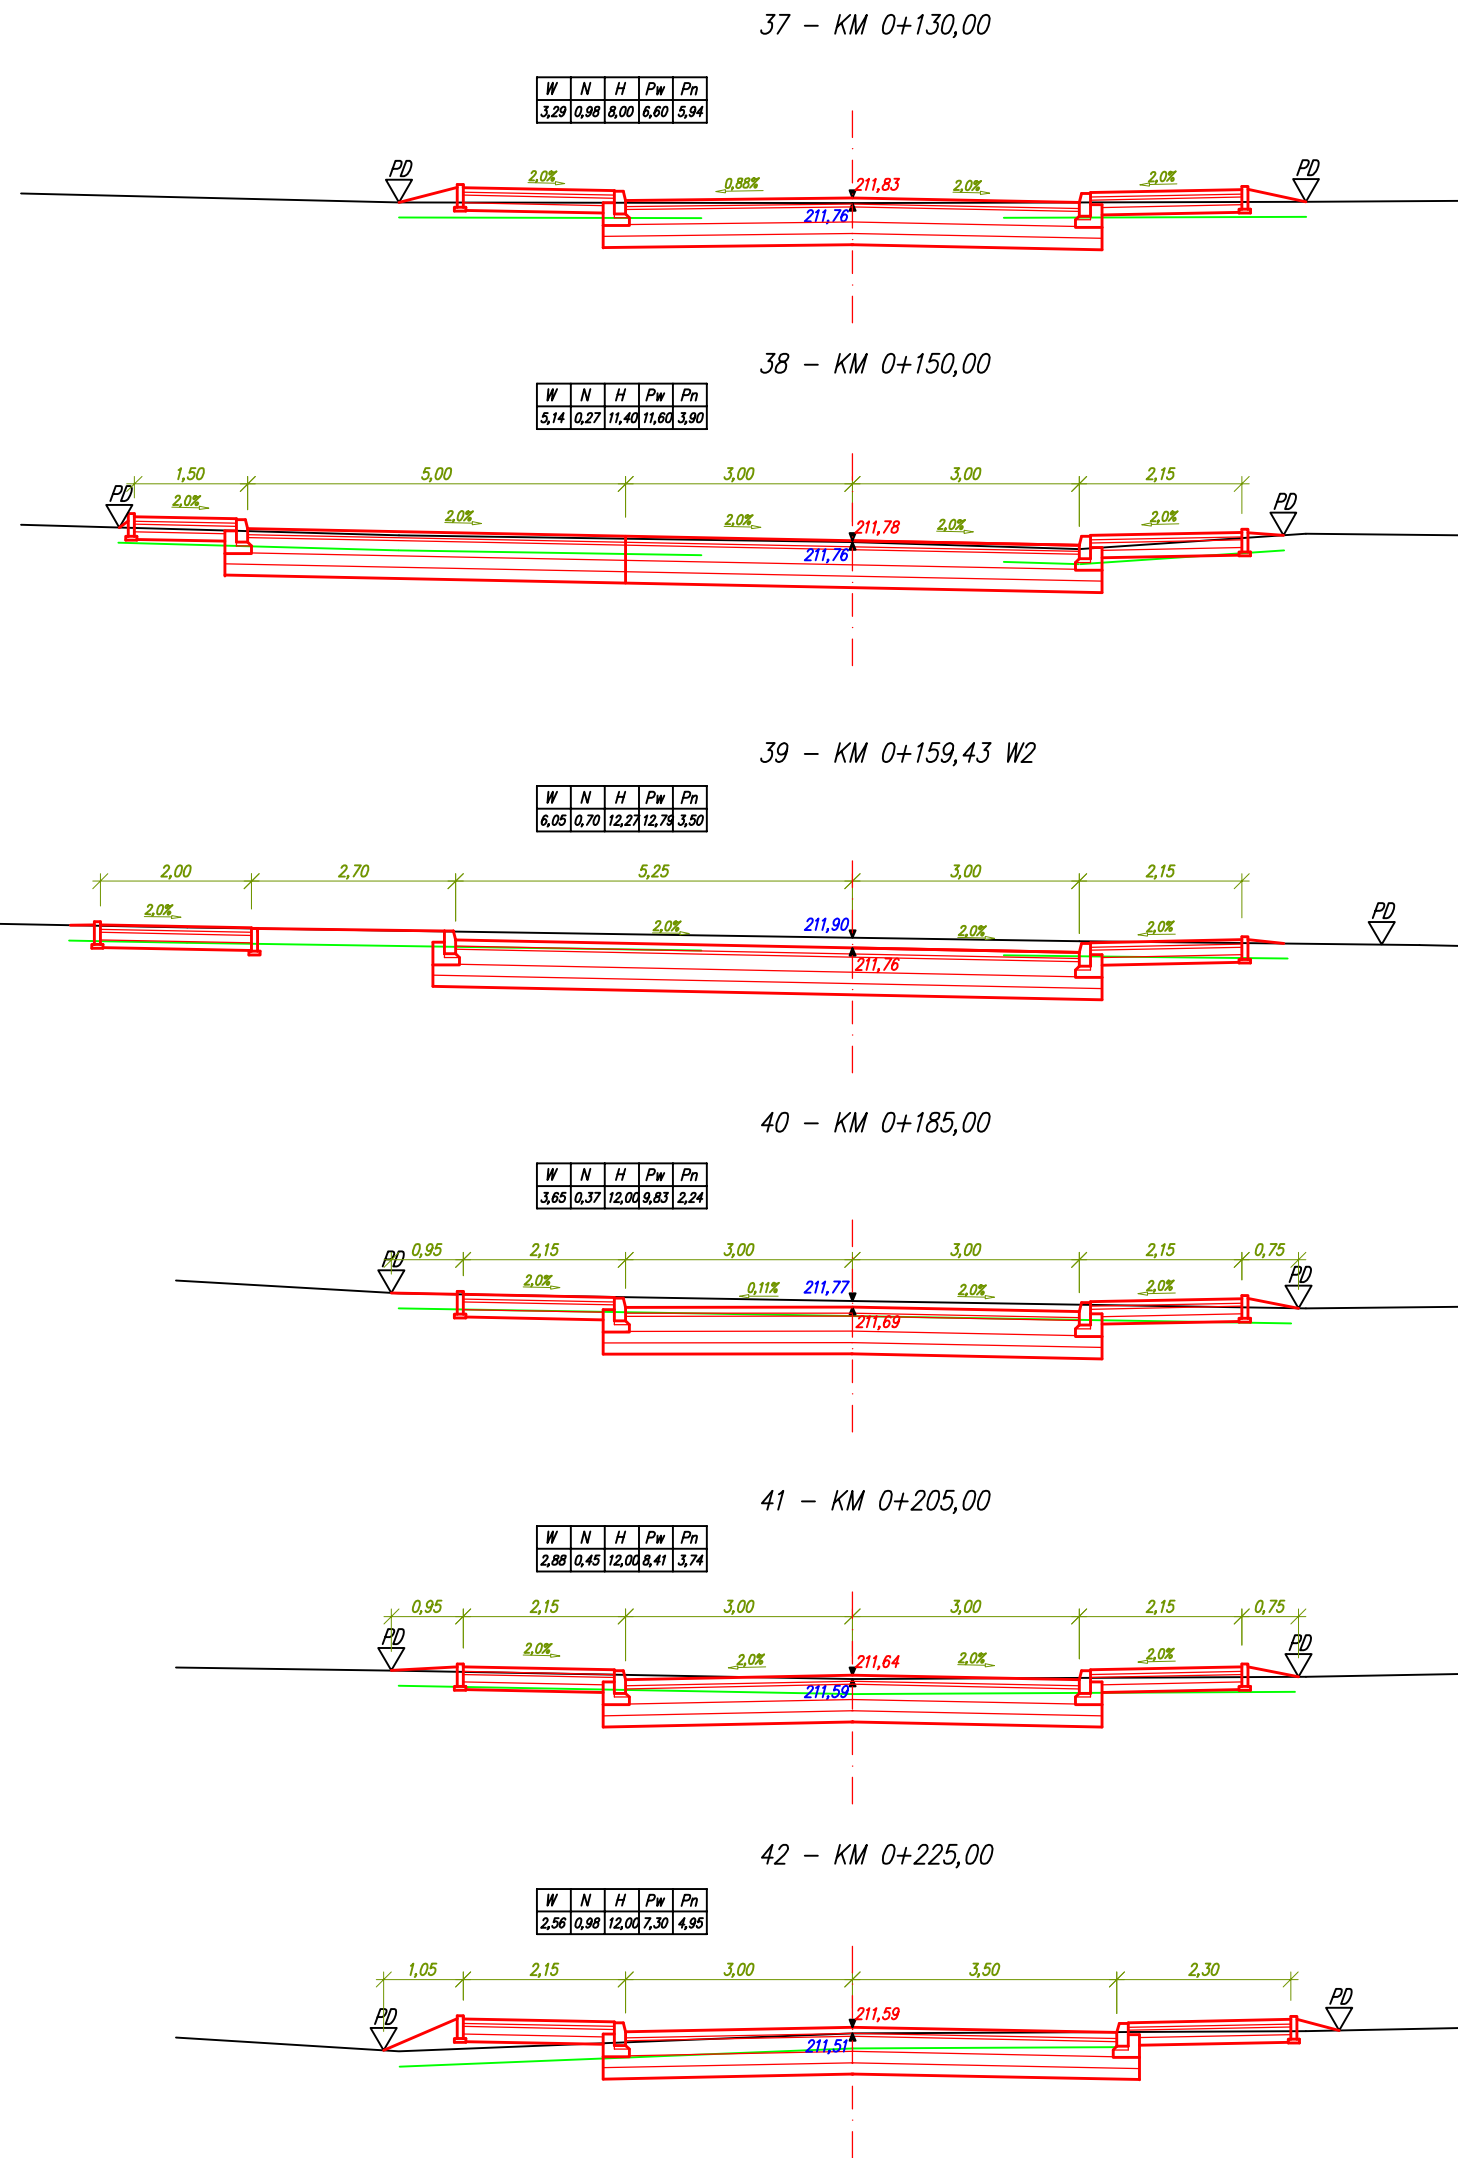 37 - KM 0+130,00
W N H Pw Pn
3,29 0,98 8,00 6,60 5,94
PD 2,0% 0,88% 211,83 2,0% 2,0% PD
211,76
38 - KM 0+150,00
W N H Pw Pn
5,14 0,27 11,40 11,60 3,90
1,50 5,00 3,00 3,00 2,15
PD 2,0% 2,0% 2,0% 211,78 2,0% 2,0% PD
211,76
39 - KM 0+159,43 W2
W N H Pw Pn
6,05 0,70 12,27 12,79 3,50
2,00 2,70 5,25 3,00 2,15
2,0% 2,0% 211,90 2,0% 2,0% PD
211,76
40 - KM 0+185,00
W N H Pw Pn
3,65 0,37 12,00 9,83 2,24
0,95 2,15 3,00 3,00 2,15 0,75
PD 2,0% 0,11% 211,77 2,0% 2,0% PD
211,69
41 - KM 0+205,00
W N H Pw Pn
2,88 0,45 12,00 8,41 3,74
0,95 2,15 3,00 3,00 2,15 0,75
PD 2,0% 2,0% 211,64 2,0% 2,0% PD
211,59
42 - KM 0+225,00
W N H Pw Pn
2,56 0,98 12,00 7,30 4,95
1,05 2,15 3,00 3,50 2,30
PD 211,59 PD
211,51